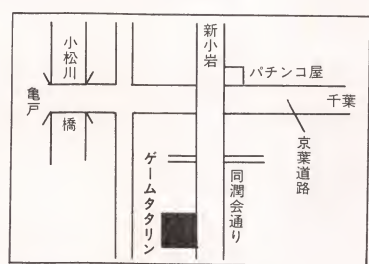 小松川
橋
亀戸
新小岩
パチンコ屋
千葉
京葉道路
ゲームタタリン
同潤会通り